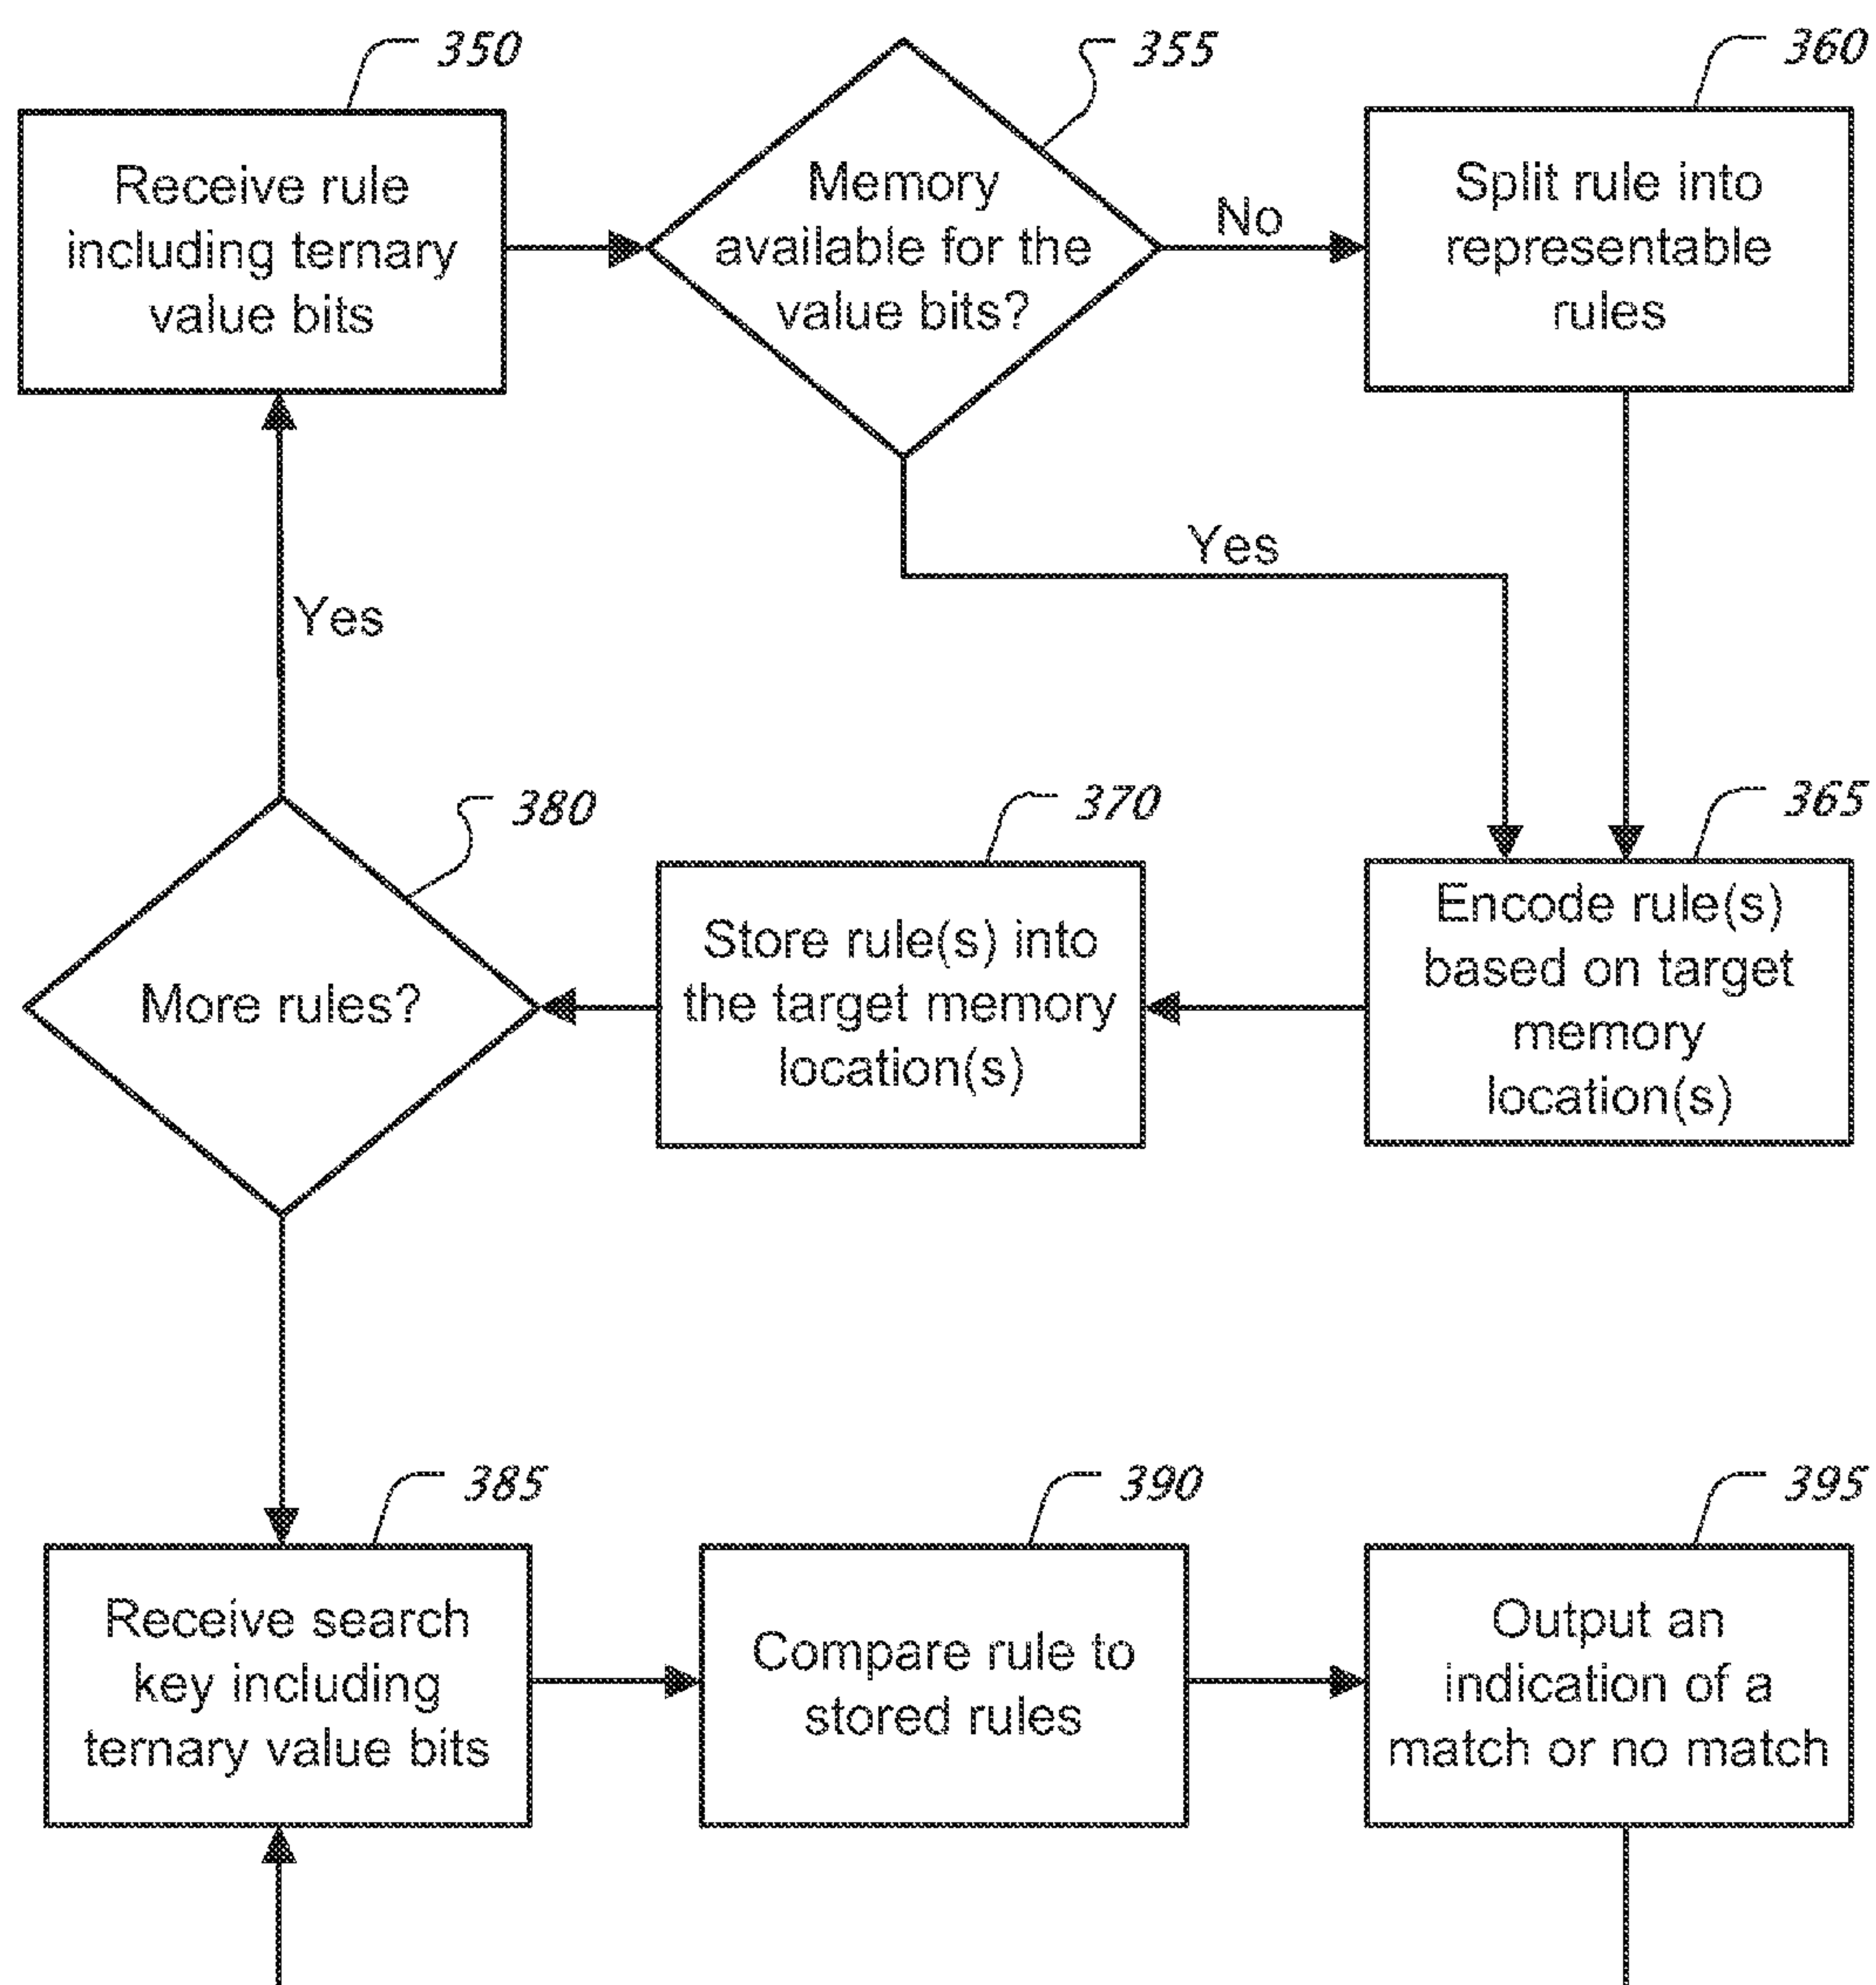 350
Receive rule
including ternary
value bits
355
Memory
available for the
value bits?
No
360
Split rule into
representable
rules
Yes
Yes
365
Encode rule(s)
based on target
memory
location(s)
370
Store rule(s) into
the target memory
location(s)
380
More rules?
385
Receive search
key including
ternary value bits
390
Compare rule to
stored rules
395
Output an
indication of a
match or no match